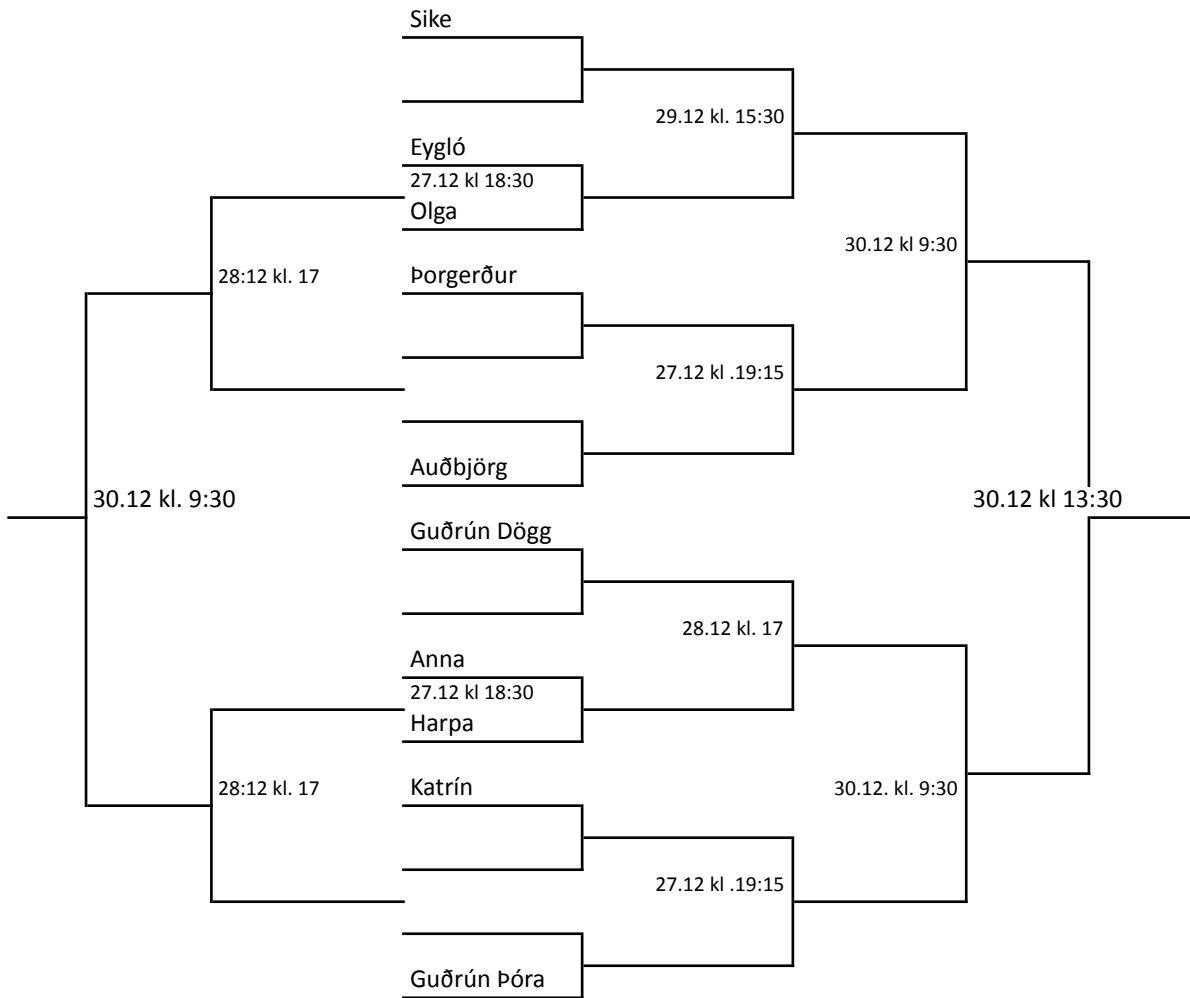 Sike
29.12 kl. 15:30
Eygló
27.12 kl 18:30
Olga
30.12 kl 9:30
28:12 kl. 17
Þorgerður
27.12 kl .19:15
Auðbjörg
30.12 kl. 9:30
30.12 kl 13:30
Guðrún Dögg
28.12 kl. 17
Anna
27.12 kl 18:30
Harpa
28:12 kl. 17
Katrín
30.12. kl. 9:30
27.12 kl .19:15
Guðrún Þóra